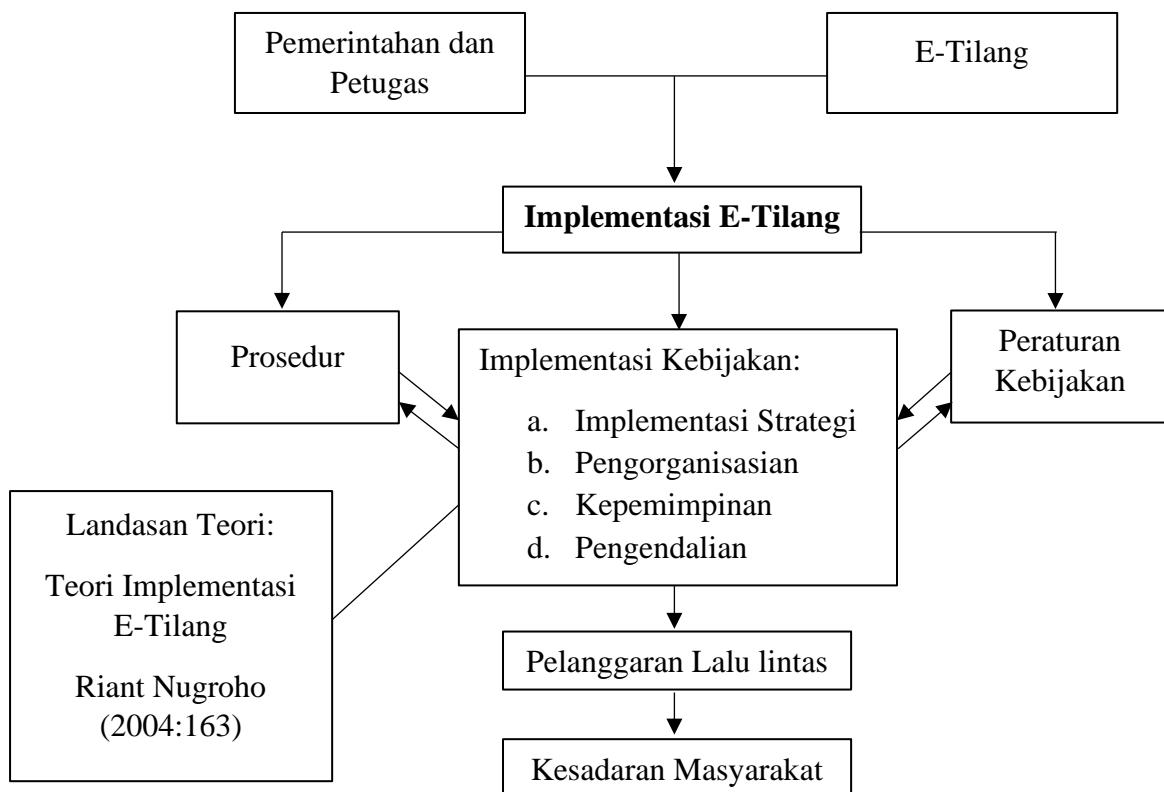 Pemerintahan dan
Petugas
E-Tilang
Implementasi E-Tilang
Prosedur
Implementasi Kebijakan:
a. Implementasi Strategi
b. Pengorganisasian
c. Kepemimpinan
d. Pengendalian
Peraturan
Kebijakan
Landasan Teori:
Teori Implementasi
E-Tilang
Riant Nugroho
(2004:163)
Pelanggaran Lalu lintas
Kesadaran Masyarakat